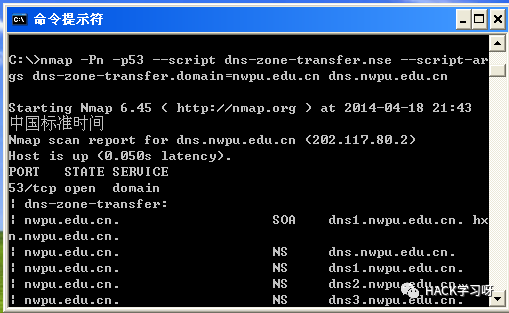 命令提示符
C:\>nmap -Pn -p53 --script dns-zone-transfer.nse --script-ar
gs dns-zone-transfer.domain=nwpu.edu.cn dns.nwpu.edu.cn
Starting Nmap 6.45 ( http://nmap.org ) at 2014-04-18 21:43
中国标准时间
Nmap scan report for dns.nwpu.edu.cn (202.117.80.2)
Host is up (0.050s latency).
PORT   STATE SERVICE
53/tcp open  domain
| dns-zone-transfer:
| nwpu.edu.cn.                   SOA    dns1.nwpu.edu.cn. hx
n.nwpu.edu.cn.
| nwpu.edu.cn.                   NS     dns.nwpu.edu.cn.
| nwpu.edu.cn.                   NS     dns1.nwpu.edu.cn.
| nwpu.edu.cn.                   NS     dns2.nwpu.edu.cn.
| nwpu.edu.cn.                   NS     dns3.nwpu.edu.cn.
HACK学习呀